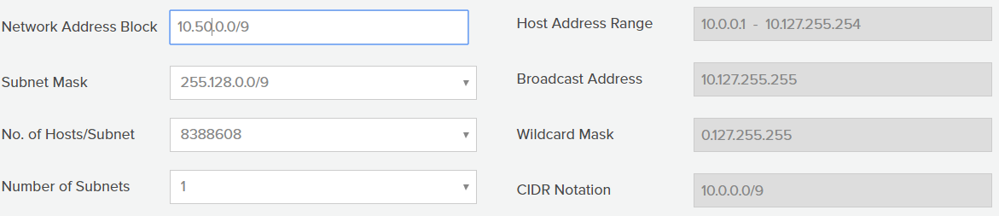 Network Address Block 10.50.0.0/9
Subnet Mask 255.128.0.0/9
No. of Hosts/Subnet 8388608
Number of Subnets 1
Host Address Range 10.0.0.1 - 10.127.255.254
Broadcast Address 10.127.255.255
Wildcard Mask 0.127.255.255
CIDR Notation 10.0.0.0/9